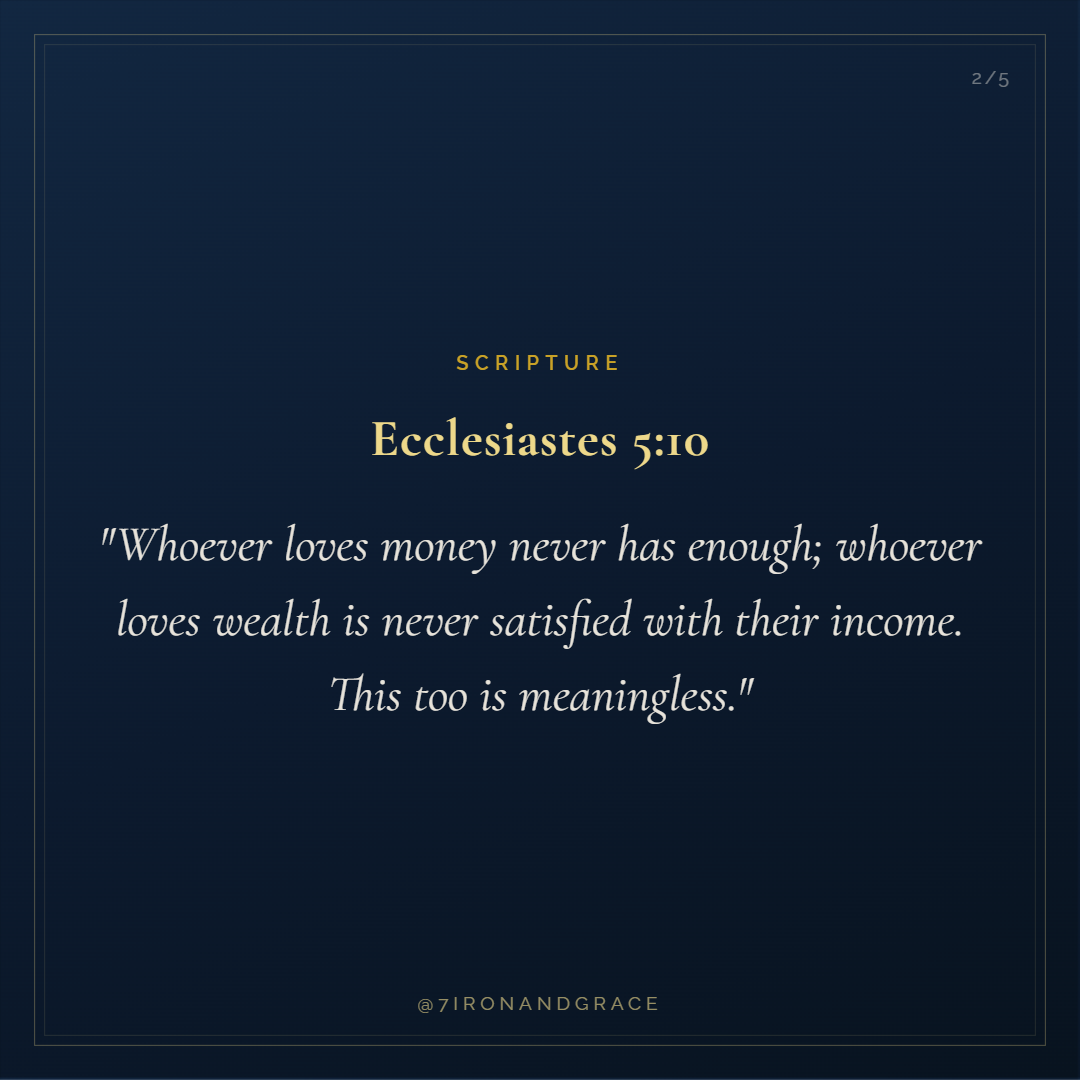 2/5
SCRIPTURE
Ecclesiastes 5:10
"Whoever loves money never has enough; whoever
loves wealth is never satisfied with their income.
This too is meaningless."
@7IRONANDGRACE